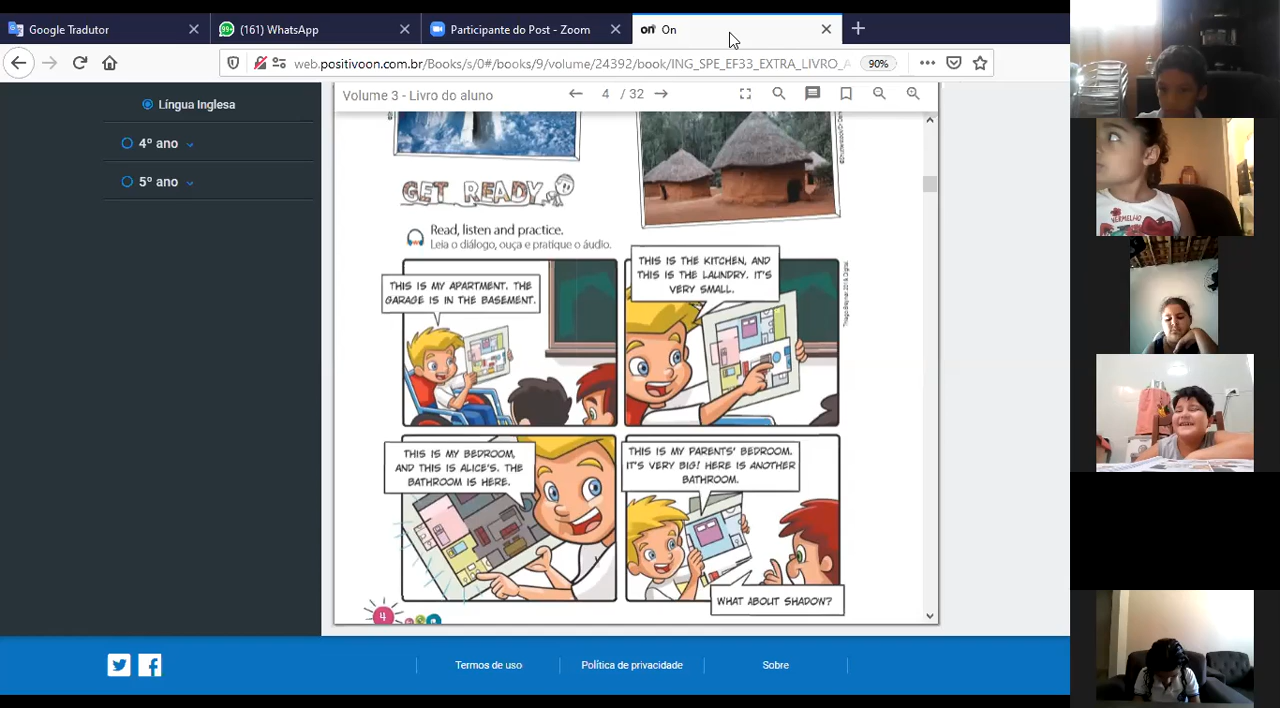 Google Tradutor
(161) WhatsApp
Participante do Post - Zoom
on
On
99+
web.positivoon.com.br/Books/s/0#/books/9/volume/24392/book/ING_SPE_EF33_EXTRA_LIVRO_A
90%
Língua Inglesa
4º ano
5º ano
Volume 3 - Livro do aluno
4 / 32
GET READY
Read, listen and practice.
Leia o diálogo, ouça e pratique o áudio.
THIS IS MY APARTMENT. THE
GARAGE IS IN THE BASEMENT.
THIS IS THE KITCHEN, AND
THIS IS THE LAUNDRY. IT'S
VERY SMALL.
THIS IS MY BEDROOM,
AND THIS IS ALICE'S. THE
BATHROOM IS HERE.
THIS IS MY PARENTS' BEDROOM.
IT'S VERY BIG! HERE IS ANOTHER
BATHROOM.
WHAT ABOUT SHADOW?
4
Termos de uso
Política de privacidade
Sobre
VERMELHO